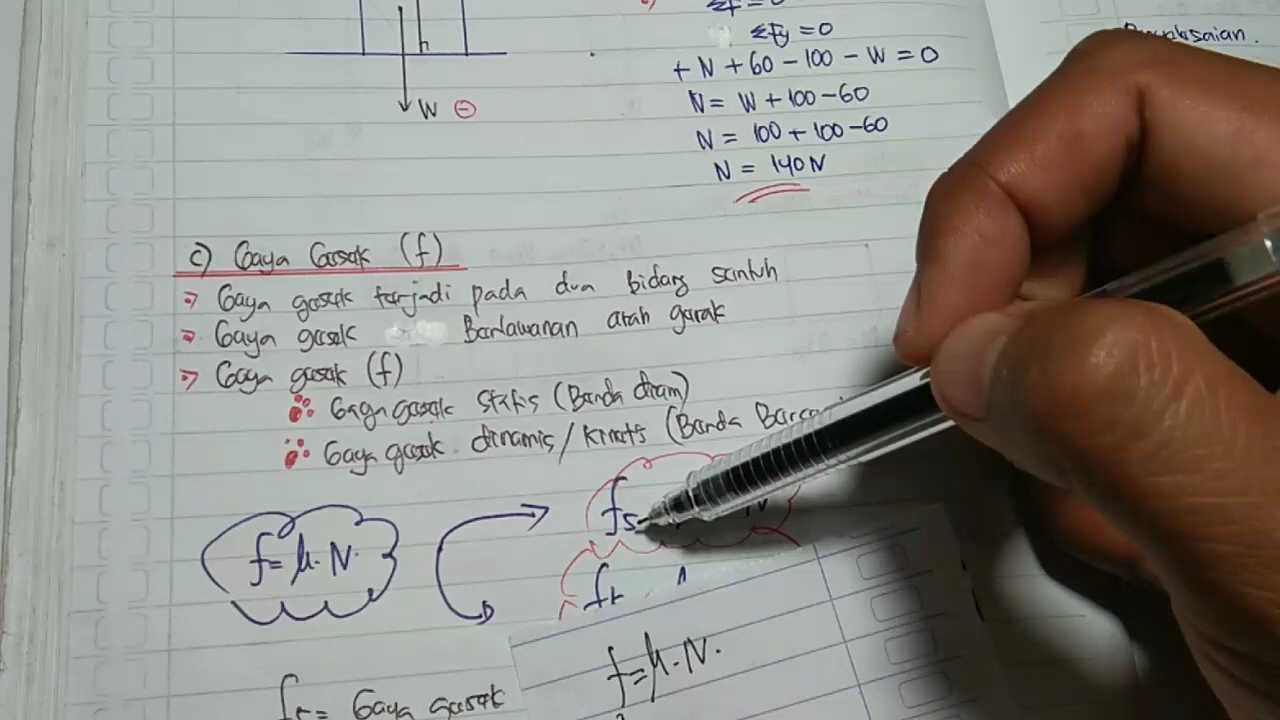 W ⊖
ΣFy = 0
+ N + 60 - 100 - W = 0
N = W + 100 - 60
N = 100 + 100 - 60
N = 140 N
c) Gaya Gesek (f)
⇒ Gaya gesek terjadi pada dua bidang sentuh
⇒ Gaya gesek Berlawanan arah gerak
⇒ Gaya gesek (f)
Gaya gesek statis (Benda diam)
Gaya gesek dinamis/kinetis (Benda
f = μ. N.
fs
fk
f = μ. N.
Gaya gesek